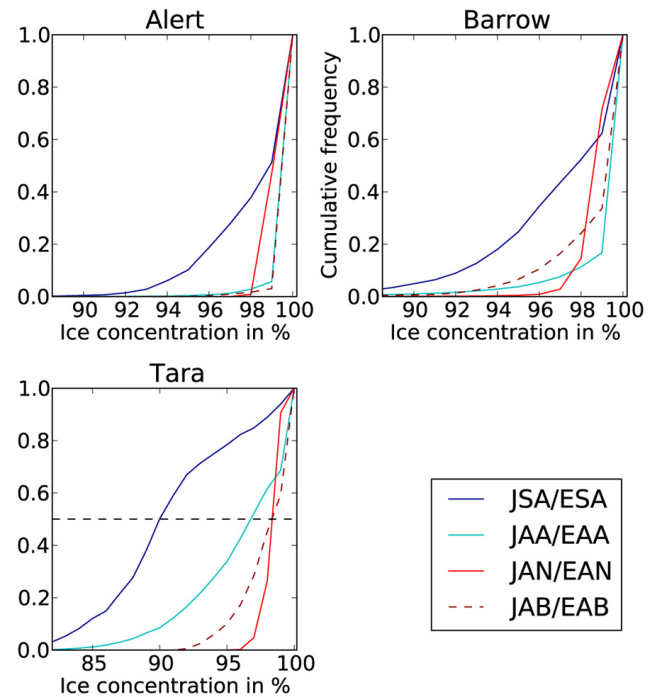 Alert
1.0
0.8
0.6
0.4
0.2
0.0
90 92 94 96 98 100
Ice concentration in %
Barrow
Cumulative frequency
1.0
0.8
0.6
0.4
0.2
0.0
90 92 94 96 98 100
Ice concentration in %
Tara
1.0
0.8
0.6
0.4
0.2
0.0
85 90 95 100
Ice concentration in %
JSA/ESA
JAA/EAA
JAN/EAN
JAB/EAB